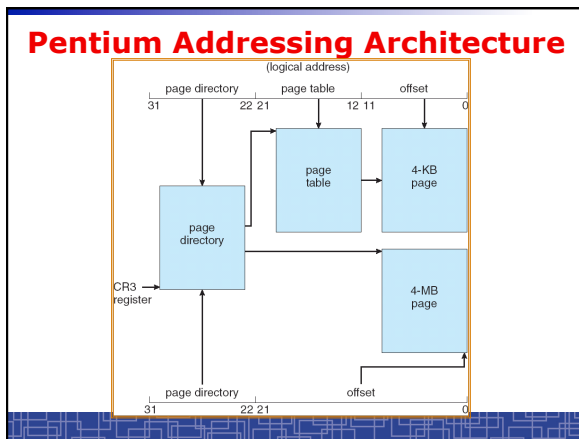 Pentium Addressing Architecture
(logical address)
page directory page table offset
31 22 21 12 11 0
page
table
4-KB
page
page
directory
CR3
register
4-MB
page
page directory offset
31 22 21 0